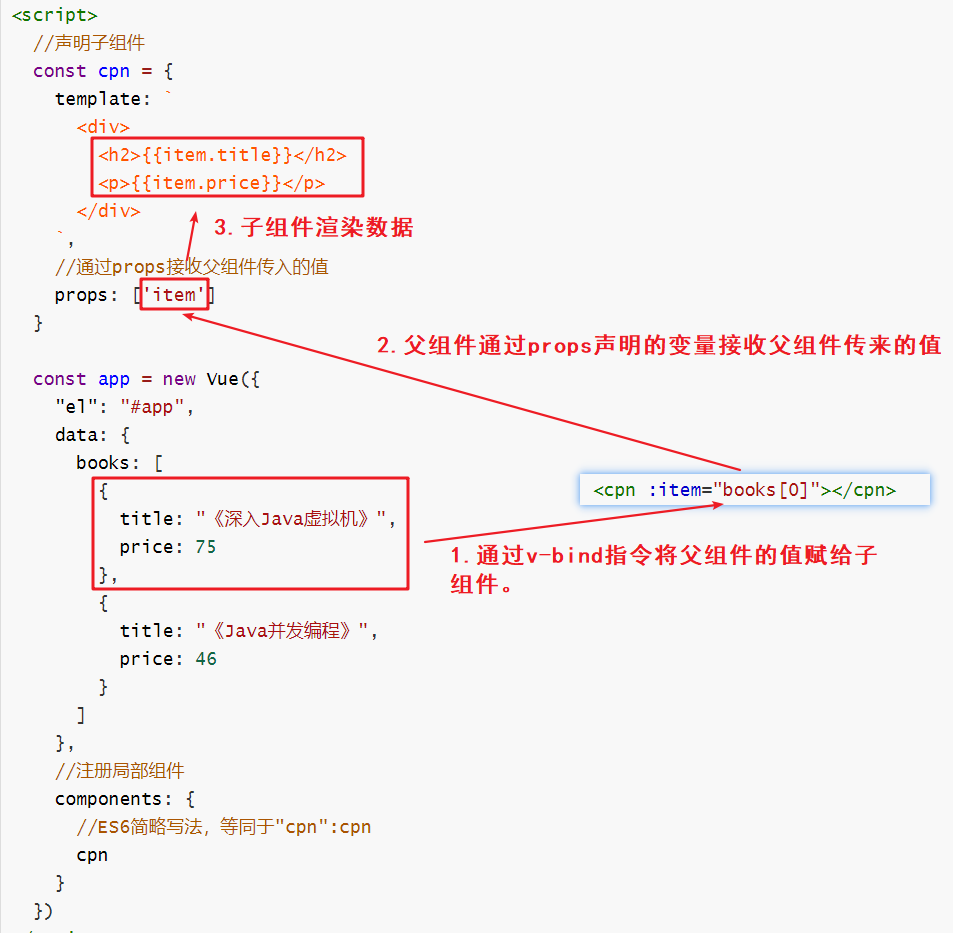 <script>
//声明子组件
const cpn = {
template: `
<div>
<h2>{{item.title}}</h2>
<p>{{item.price}}</p>
</div>
3.子组件渲染数据
`,
//通过props接收父组件传入的值
props: ['item']
}
2.父组件通过props声明的变量接收父组件传来的值
const app = new Vue({
"el": "#app",
data: {
books: [
{
<cpn :item="books[0]"></cpn>
title: "《深入Java虚拟机》",
price: 75
1.通过v-bind指令将父组件的值赋给子
组件。
},
{
title: "《Java并发编程》",
price: 46
}
]
},
//注册局部组件
components: {
//ES6简略写法，等同于"cpn":cpn
cpn
}
})